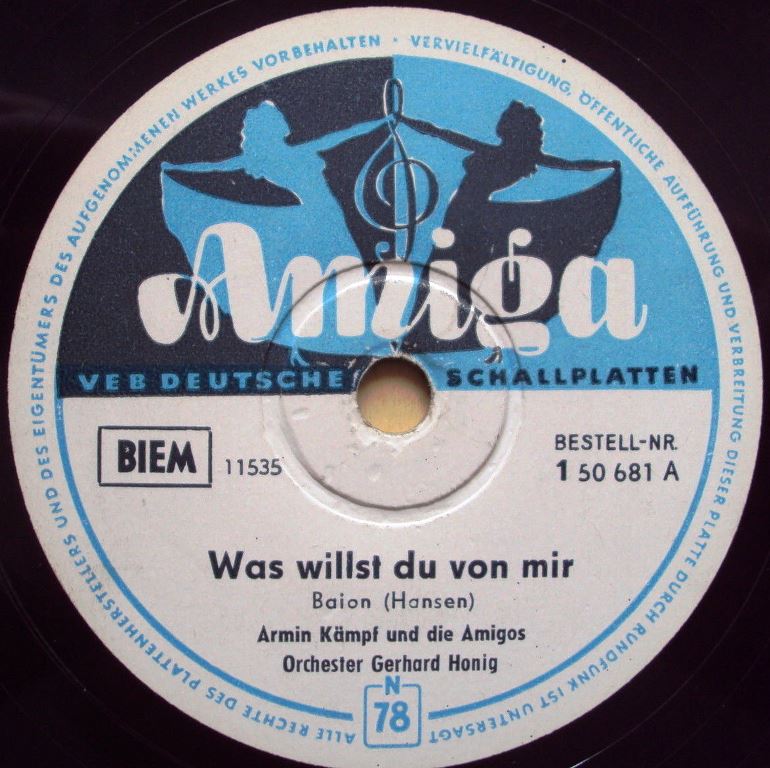 ALLE RECHTE DES PLATTENHERSTELLERS UND DES EIGENTÜMERS DES AUFGENOMMENEN WERKES VORBEHALTEN · VERVIELFÄLTIGUNG, ÖFFENTLICHE AUFFÜHRUNG UND VERBREITUNG DIESER PLATTE DURCH RUNDFUNK IST UNTERSAGT
Amiga
VEB DEUTSCHE SCHALLPLATTEN
BIEM 11535
BESTELL-NR.
1 50 681 A
Was willst du von mir
Baion (Hansen)
Armin Kämpf und die Amigos
Orchester Gerhard Honig
N
78